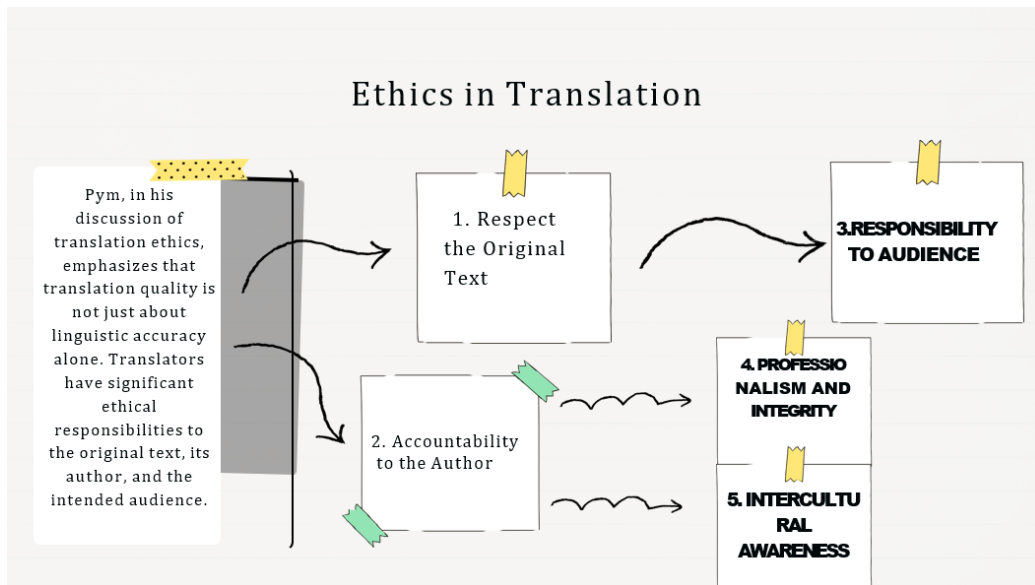 Ethics in Translation
Pym, in his
discussion of
translation ethics,
emphasizes that
translation quality is
not just about
linguistic accuracy
alone. Translators
have significant
ethical
responsibilities to
the original text, its
author, and the
intended audience.
1. Respect
the Original
Text
2. Accountability
to the Author
3.RESPONSIBILITY
TO AUDIENCE
4. PROFESSIO
NALISM AND
INTEGRITY
5. INTERCULTU
RAL
AWARENESS